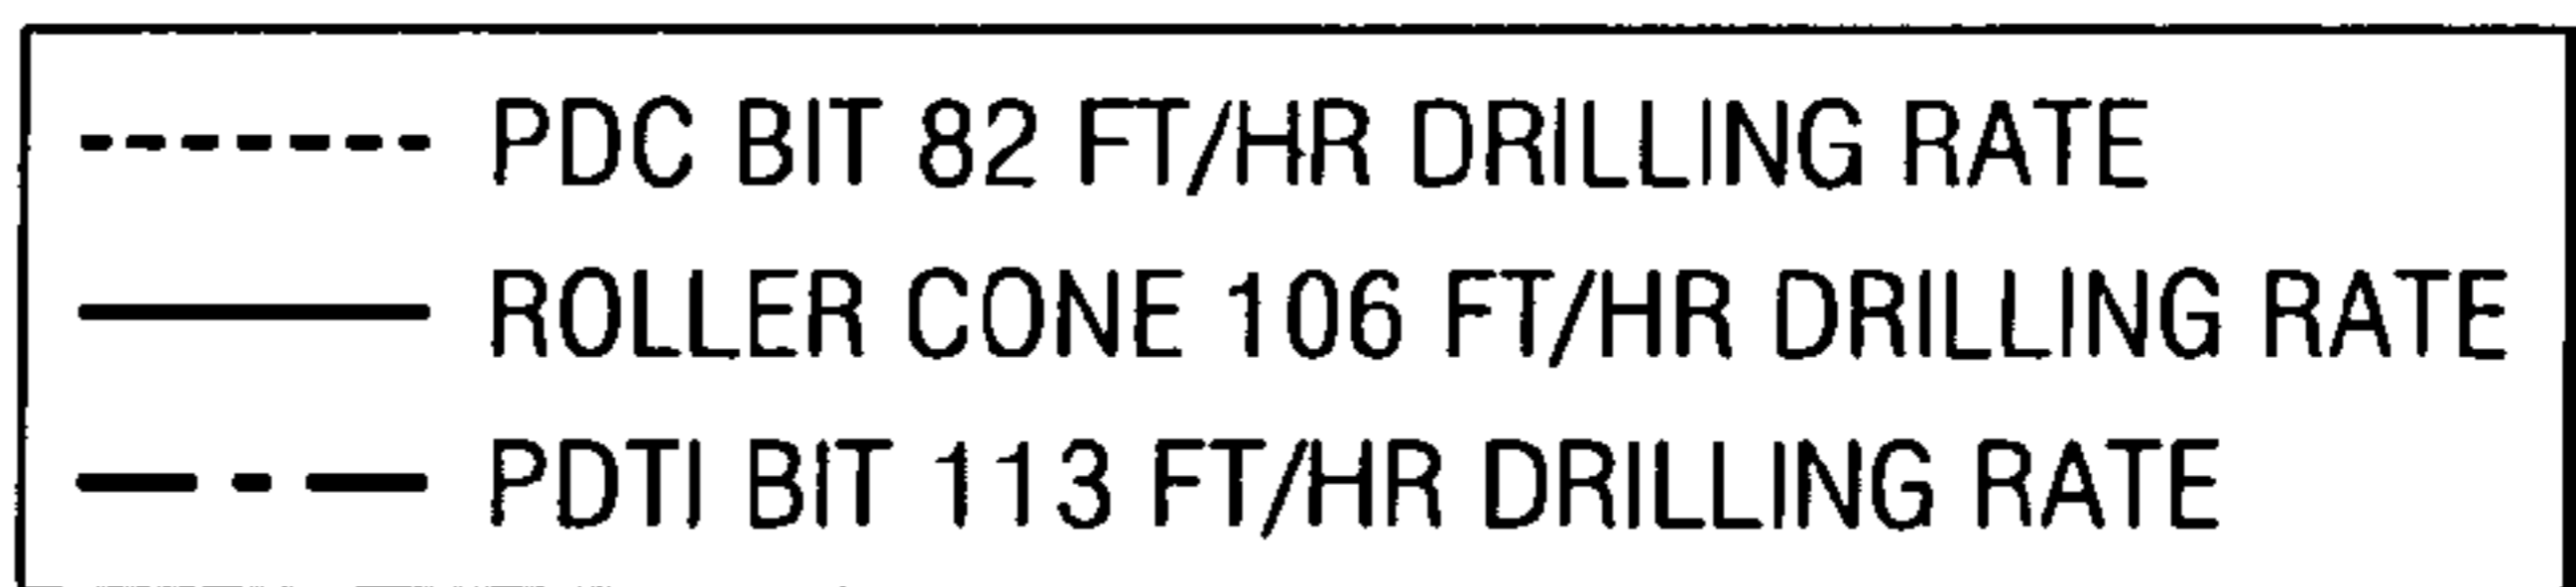 PDC BIT 82 FT/HR DRILLING RATE
ROLLER CONE 106 FT/HR DRILLING RATE
PDTI BIT 113 FT/HR DRILLING RATE